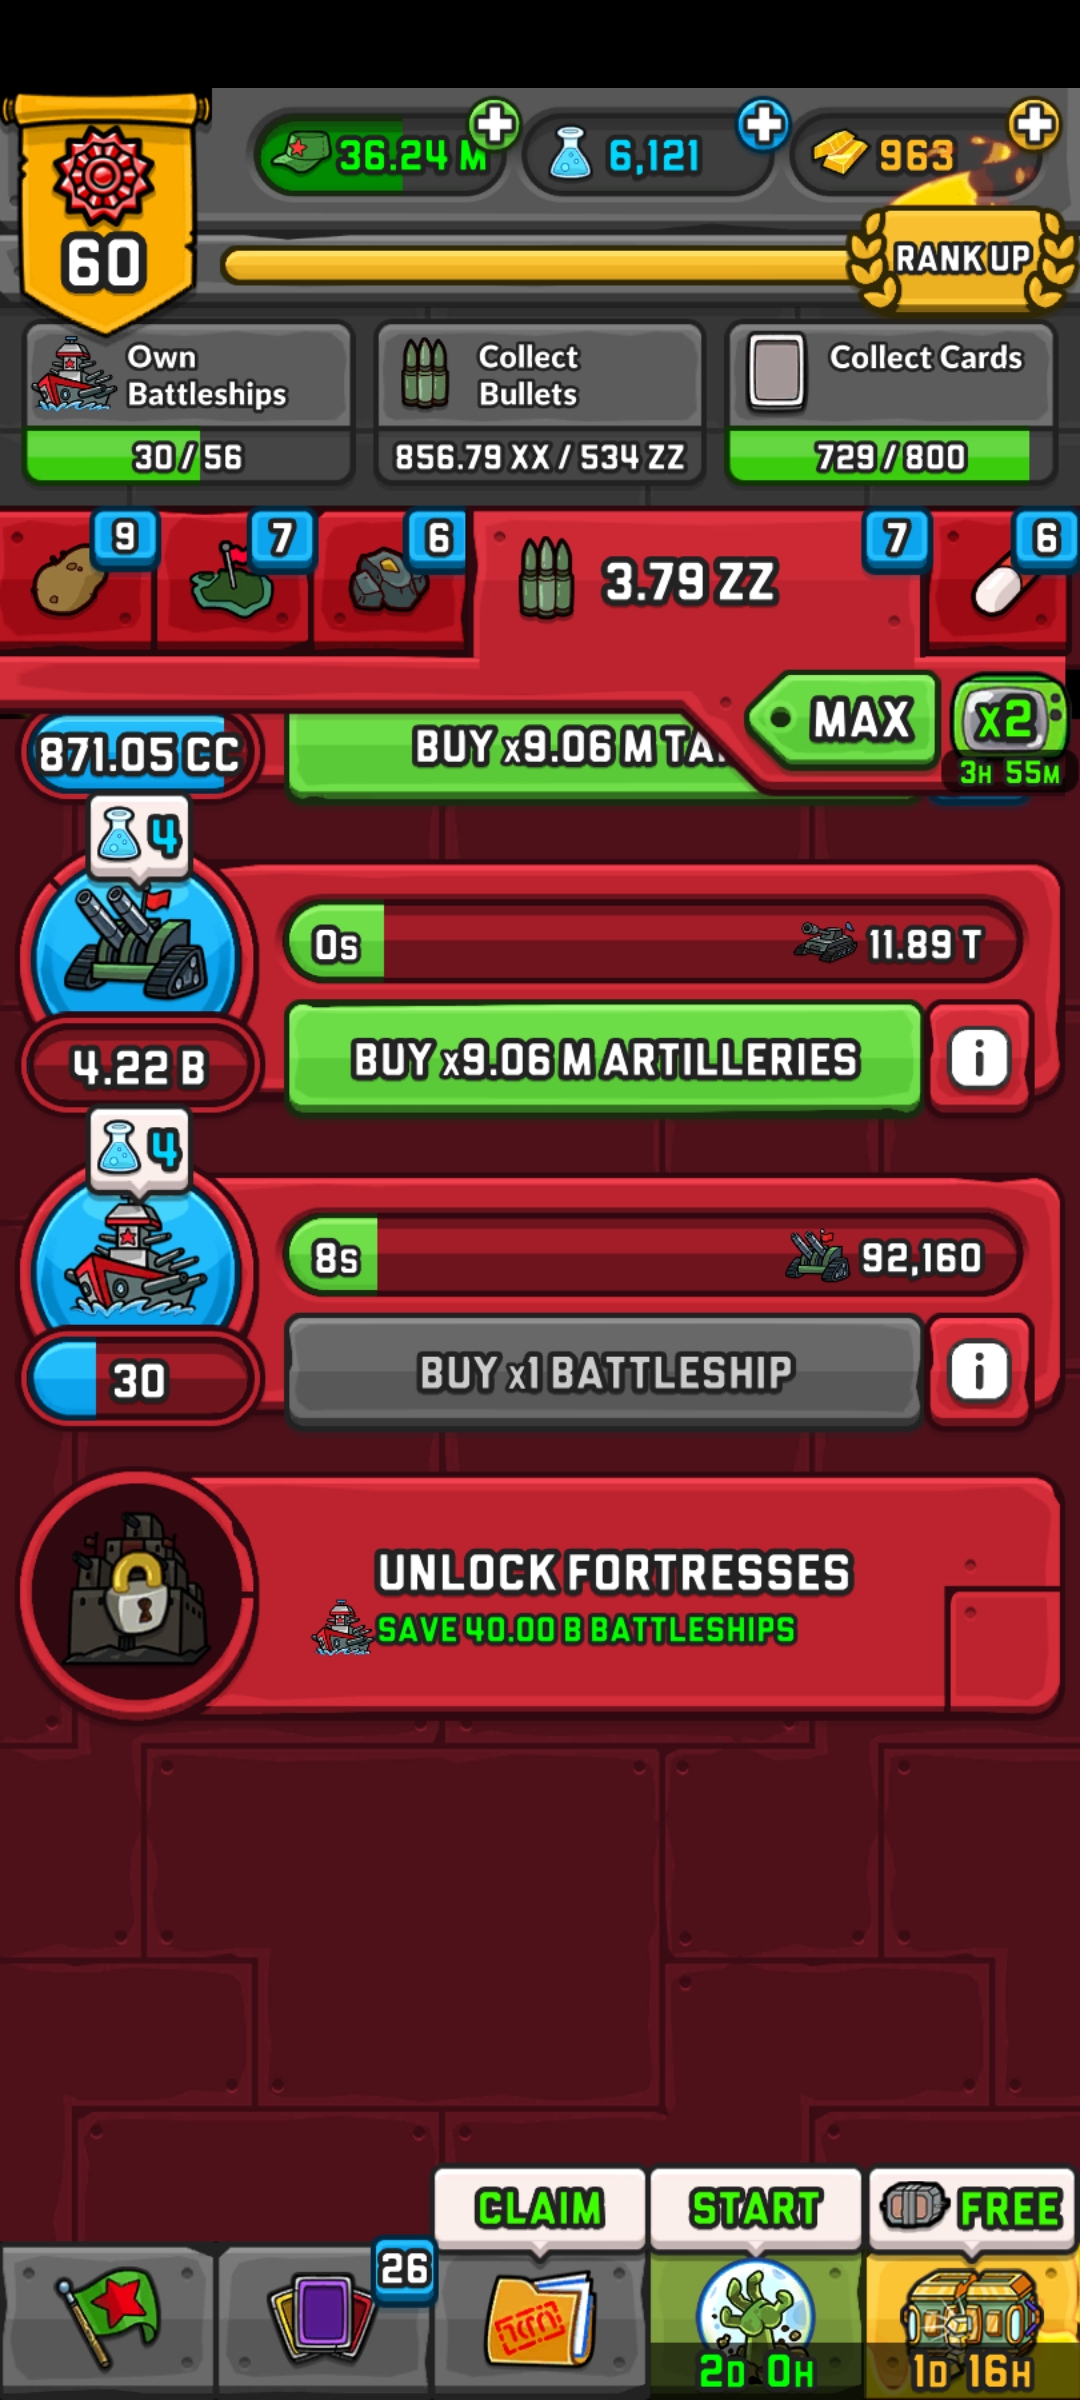 36.24 M
6,121
963
60
RANK UP
Own
Battleships
30 / 56
Collect
Bullets
856.79 XX / 534 ZZ
Collect Cards
729 / 800
9
7
6
3.79 ZZ
7
6
MAX
x2
3H 55M
871.05 CC
BUY x9.06 M TA
4
0s
11.89 T
4.22 B
BUY x9.06 M ARTILLERIES
i
4
8s
92,160
30
BUY x1 BATTLESHIP
i
UNLOCK FORTRESSES
SAVE 40.00 B BATTLESHIPS
CLAIM
START
FREE
26
2D 0H
1D 16H